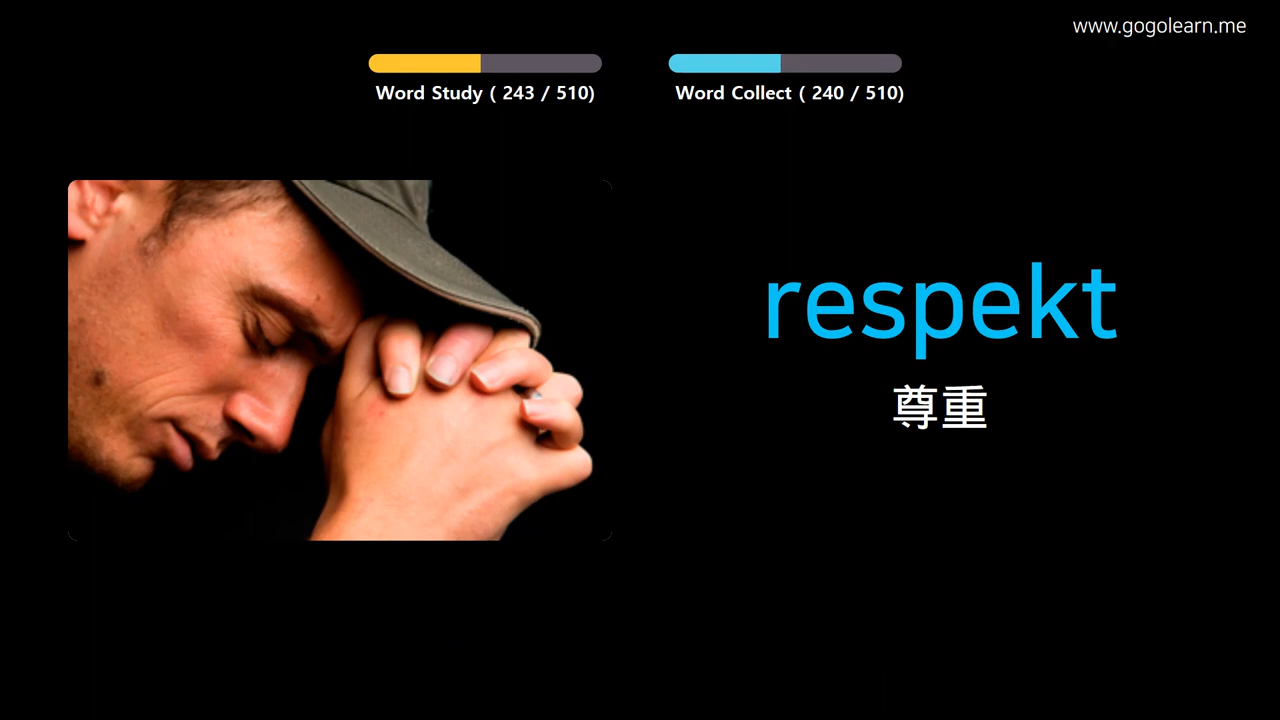 www.gogolearn.me
Word Study ( 243 / 510)
Word Collect ( 240 / 510)
respekt
尊重